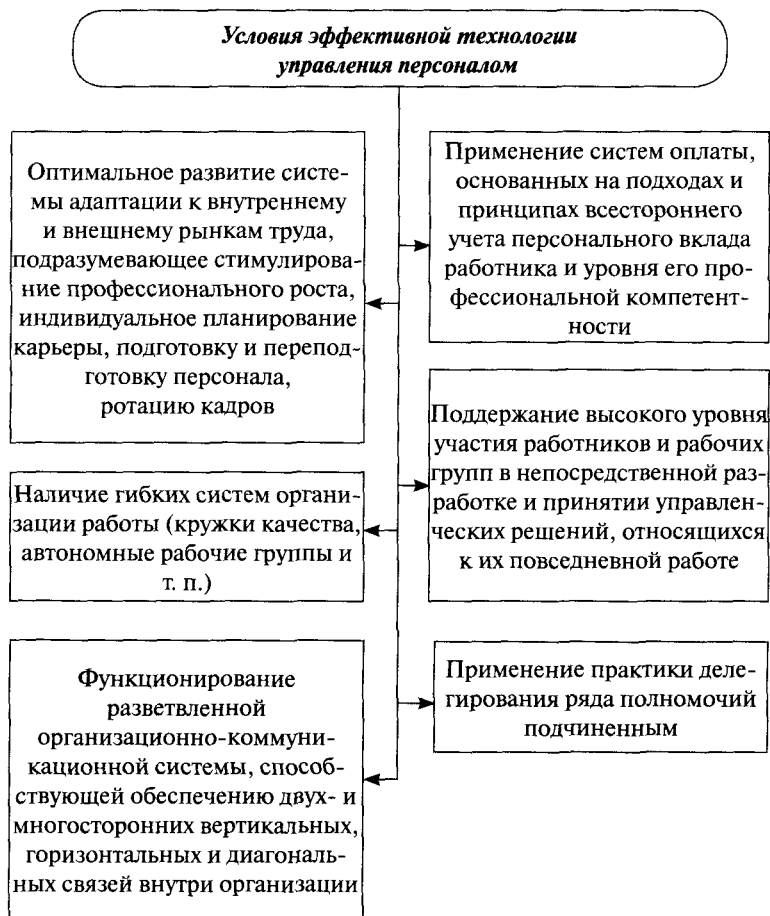 Условия эффективной технологии
управления персоналом
Оптимальное развитие систе-
мы адаптации к внутреннему
и внешнему рынкам труда,
подразумевающее стимулирова-
ние профессионального роста,
индивидуальное планирование
карьеры, подготовку и перепод-
готовку персонала,
ротацию кадров
Применение систем оплаты,
основанных на подходах и
принципах всестороннего
учета персонального вклада
работника и уровня его про-
фессиональной компетент-
ности
Наличие гибких систем органи-
зации работы (кружки качества,
автономные рабочие группы и
т. п.)
Поддержание высокого уровня
участия работников и рабочих
групп в непосредственной раз-
работке и принятии управлен-
ческих решений, относящихся
к их повседневной работе
Функционирование
разветвленной
организационно-коммуни-
кационной системы, способ-
ствующей обеспечению двух- и
многосторонних вертикальных,
горизонтальных и диагональ-
ных связей внутри организации
Применение практики деле-
гирования ряда полномочий
подчиненным